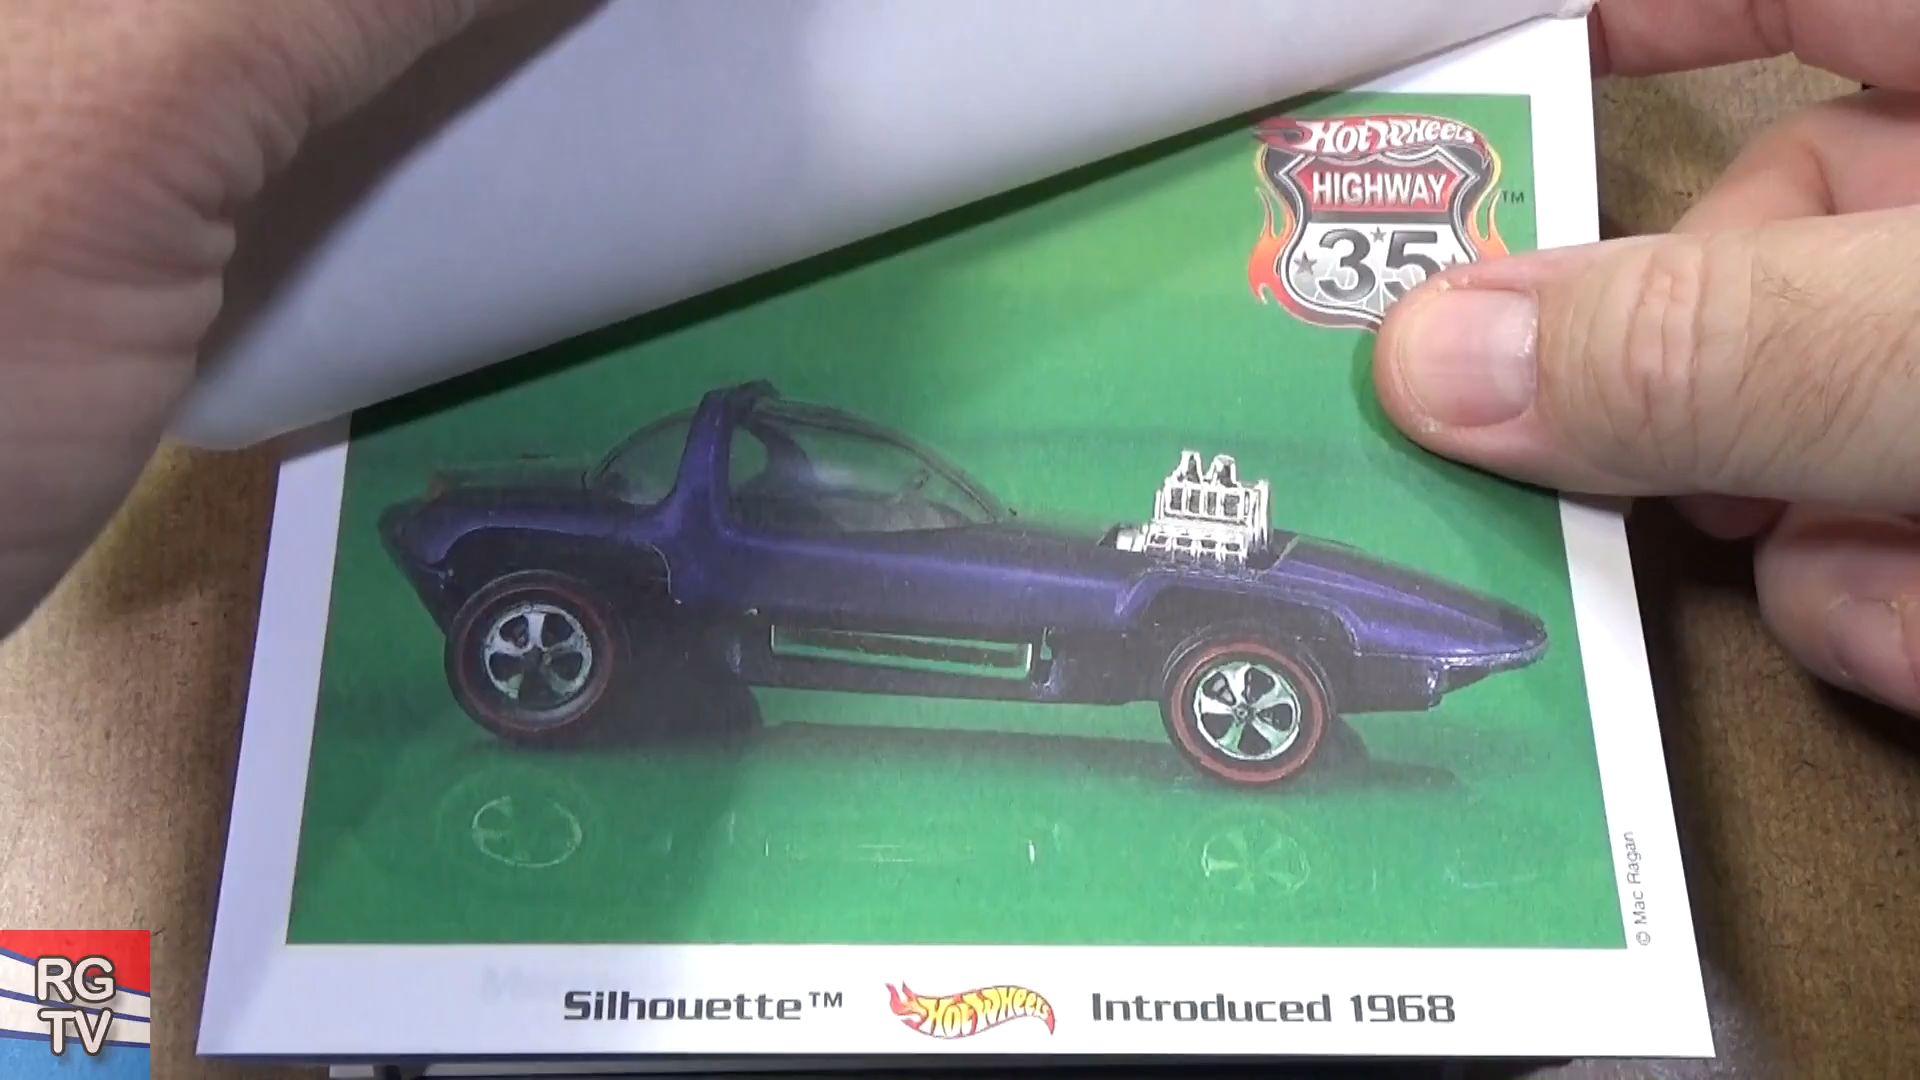 HOT WHEELS
HIGHWAY
TM
35
© Mac Ragan
Silhouette™ HOT WHEELS Introduced 1968
RG
TV